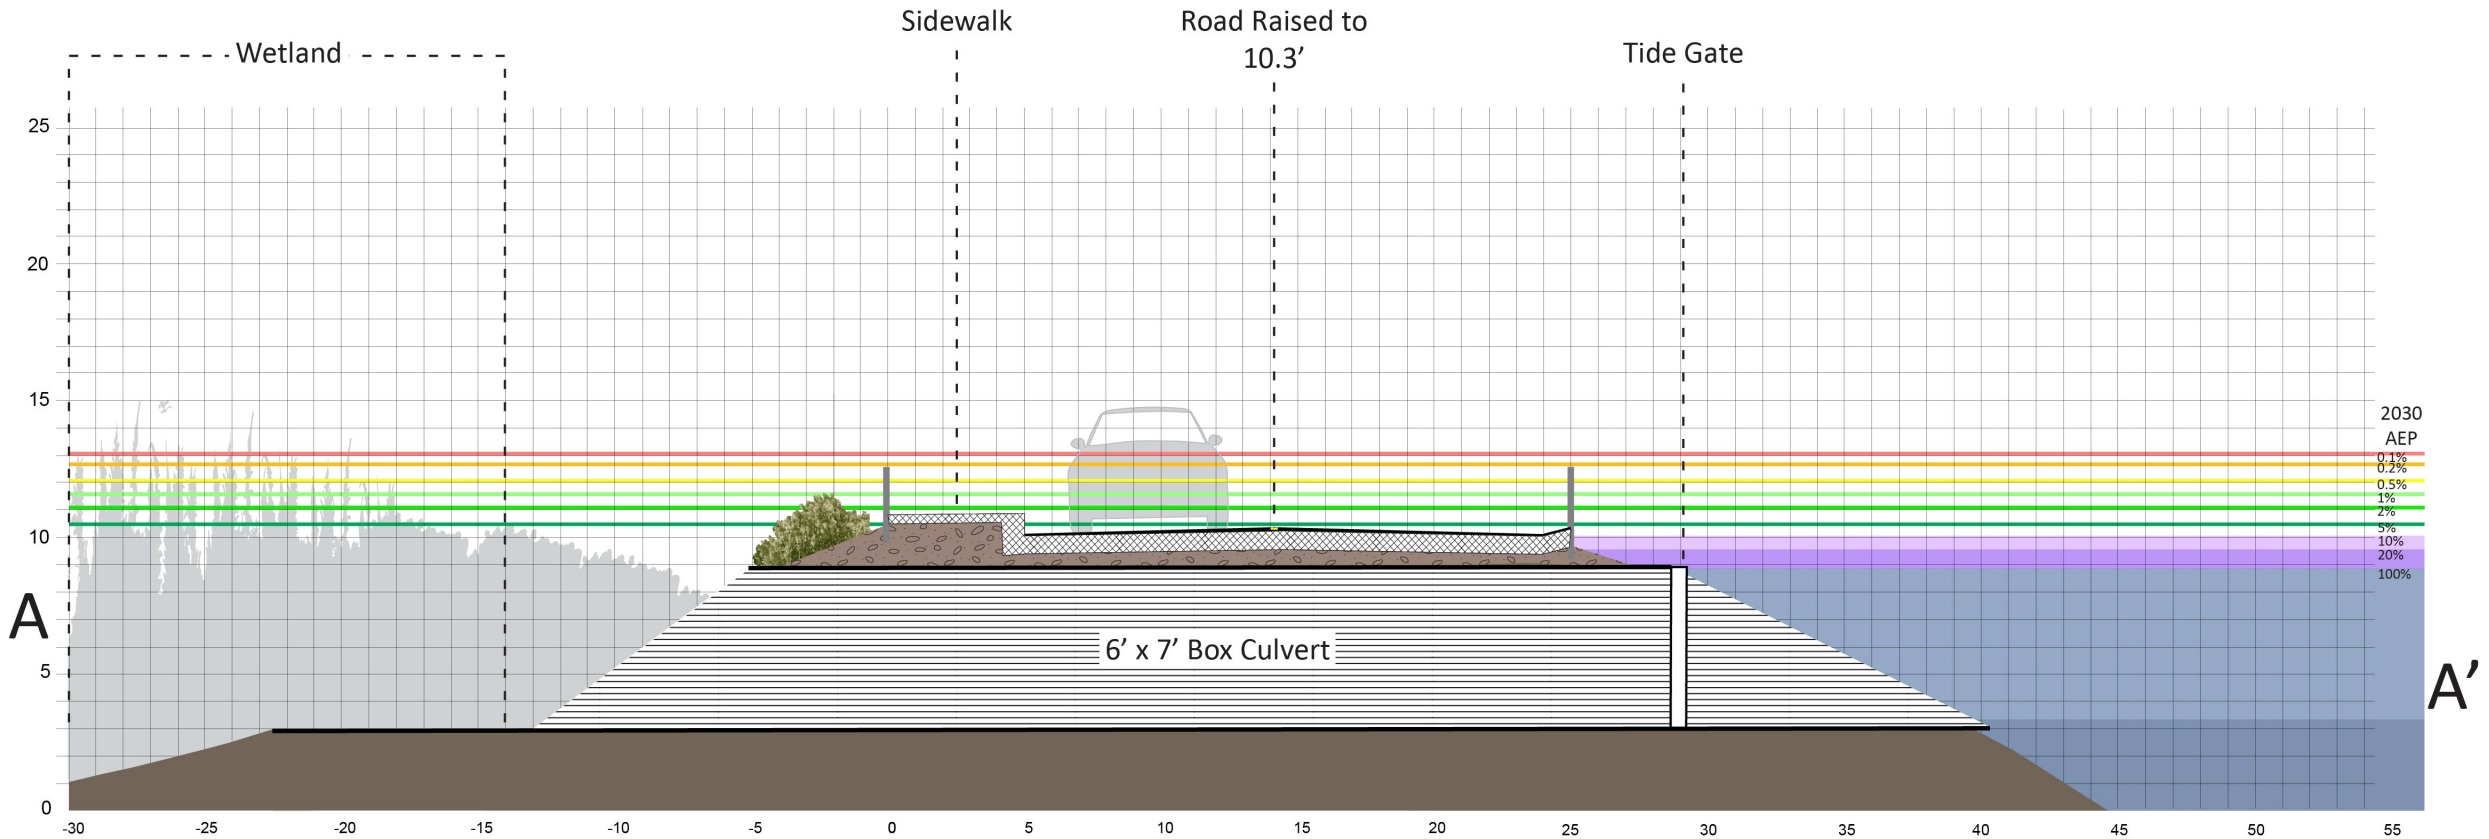 Sidewalk
Road Raised to
10.3’
Wetland
Tide Gate
25
20
15
10
5
0
2030
AEP
0.1%
0.2%
0.5%
1%
2%
5%
10%
20%
100%
A
6’ x 7’ Box Culvert
A’
-30 -25 -20 -15 -10 -5 0 5 10 15 20 25 30 35 40 45 50 55